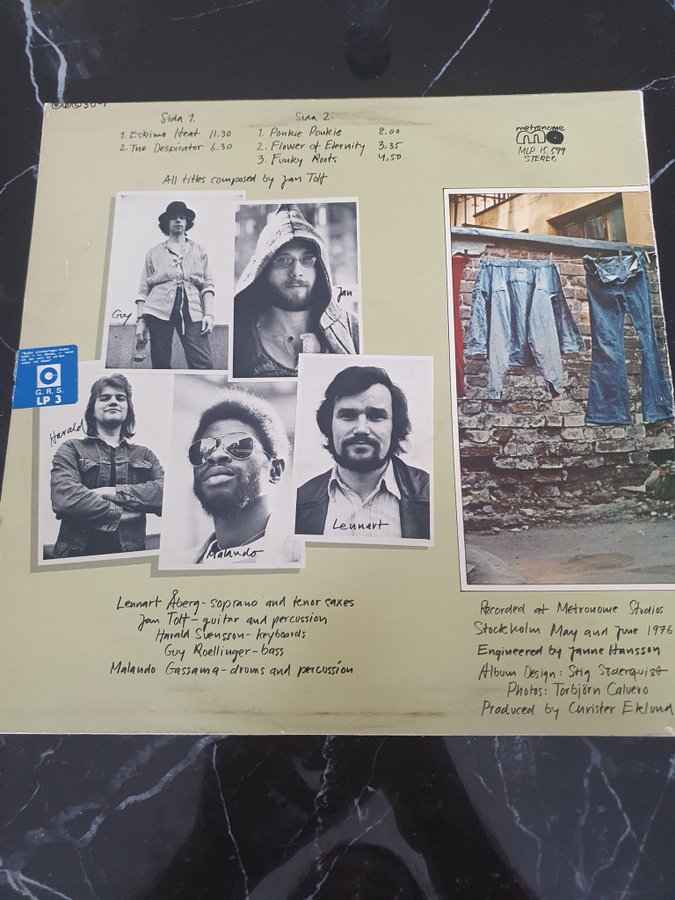 Sida 1.
1. Eskimo Heat 11.30
2. The Despirator 6.30
Sida 2.
1. Ponkie Ponkie 8.00
2. Flower of Eternity 3.35
3. Funky Roots 4.50
All titles composed by Jan Tolf
metronome
MLP 15.599
STEREO
Guy
Jan
Harald
Malando
Lennart
G.R.S.
LP 3
Lennart Åberg - soprano and tenor saxes
Jan Tolf - guitar and percussion
Harald Svensson - keyboards
Guy Roellinger - bass
Malando Gassama - drums and percussion
Recorded at Metronome Studios
Stockholm May and June 1976
Engineered by Janne Hansson
Album Design: Stig Söderquist
Photos: Torbjörn Calvero
Produced by Christer Eklund